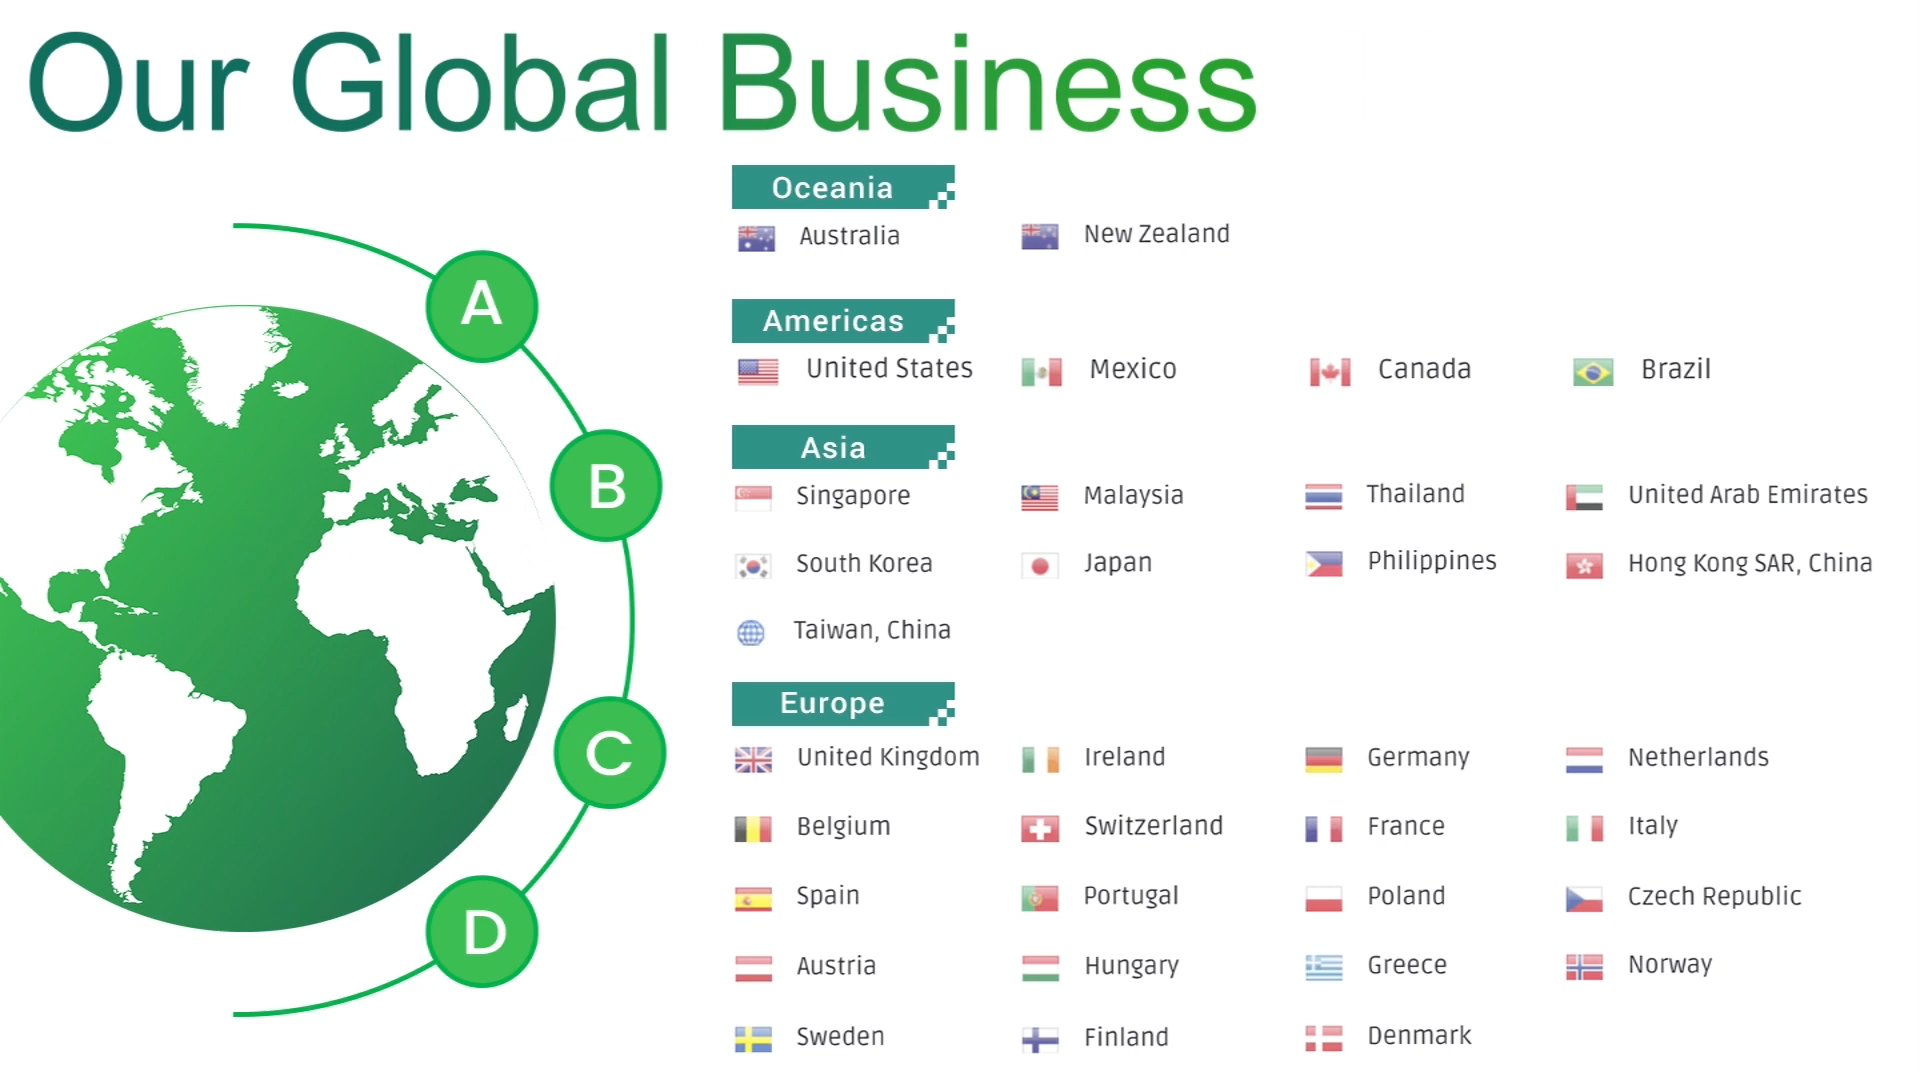 Our Global Business
A
B
C
D
Oceania
Australia New Zealand
Americas
United States Mexico Canada Brazil
Asia
Singapore Malaysia Thailand United Arab Emirates
South Korea Japan Philippines Hong Kong SAR, China
Taiwan, China
Europe
United Kingdom Ireland Germany Netherlands
Belgium Switzerland France Italy
Spain Portugal Poland Czech Republic
Austria Hungary Greece Norway
Sweden Finland Denmark